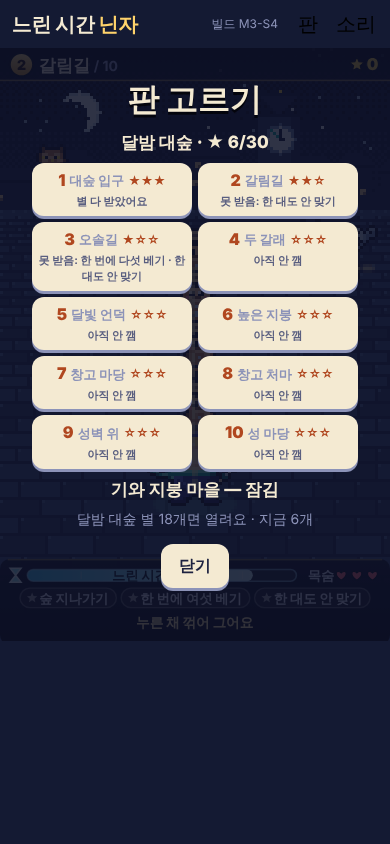 느린 시간 닌자 빌드 M3-S4 판 소리
2 갈림길 / 10 ★ 0
판 고르기
달밤 대숲 · ★ 6/30
1 대숲 입구 ★★★
별 다 받았어요
2 갈림길 ★★☆
못 받음: 한 대도 안 맞기
3 오솔길 ★☆☆
못 받음: 한 번에 다섯 베기 · 한
대도 안 맞기
4 두 갈래 ☆☆☆
아직 안 깸
5 달빛 언덕 ☆☆☆
아직 안 깸
6 높은 지붕 ☆☆☆
아직 안 깸
7 창고 마당 ☆☆☆
아직 안 깸
8 창고 처마 ☆☆☆
아직 안 깸
9 성벽 위 ☆☆☆
아직 안 깸
10 성 마당 ☆☆☆
아직 안 깸
기와 지붕 마을 — 잠김
달밤 대숲 별 18개면 열려요 · 지금 6개
닫기
느린 시 목숨 ♥ ♥ ♥
★숲 지나가기 ★한 번에 여섯 베기 ★한 대도 안 맞기
누른 채 꺾어 그어요